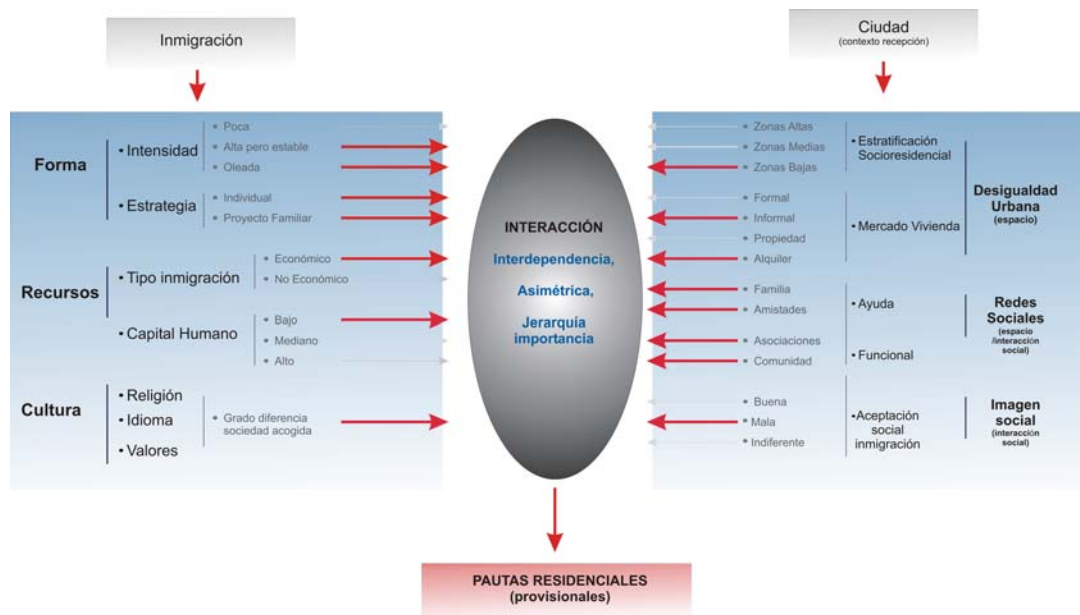 Inmigración
Forma
• Intensidad
• Poca
• Alta pero estable
• Oleada
• Estrategia
• Individual
• Proyecto Familiar
Recursos
• Tipo inmigración
• Económico
• No Económico
• Capital Humano
• Bajo
• Mediano
• Alto
Cultura
• Religión
• Idioma
• Valores
• Grado diferencia
sociedad acogida
INTERACCIÓN
Interdependencia,
Asimétrica,
Jerarquía
importancia
Ciudad
(contexto recepción)
• Zonas Altas
• Zonas Medias
• Zonas Bajas
• Estratificación
Socioresidencial
• Formal
• Informal
• Propiedad
• Alquiler
• Mercado Vivienda
Desigualdad
Urbana
(espacio)
• Familia
• Amistades
• Asociaciones
• Comunidad
• Ayuda
• Funcional
Redes
Sociales
(espacio
/interacción
social)
• Buena
• Mala
• Indiferente
• Aceptación
social
inmigración
Imagen
social
(interacción
social)
PAUTAS RESIDENCIALES
(provisionales)